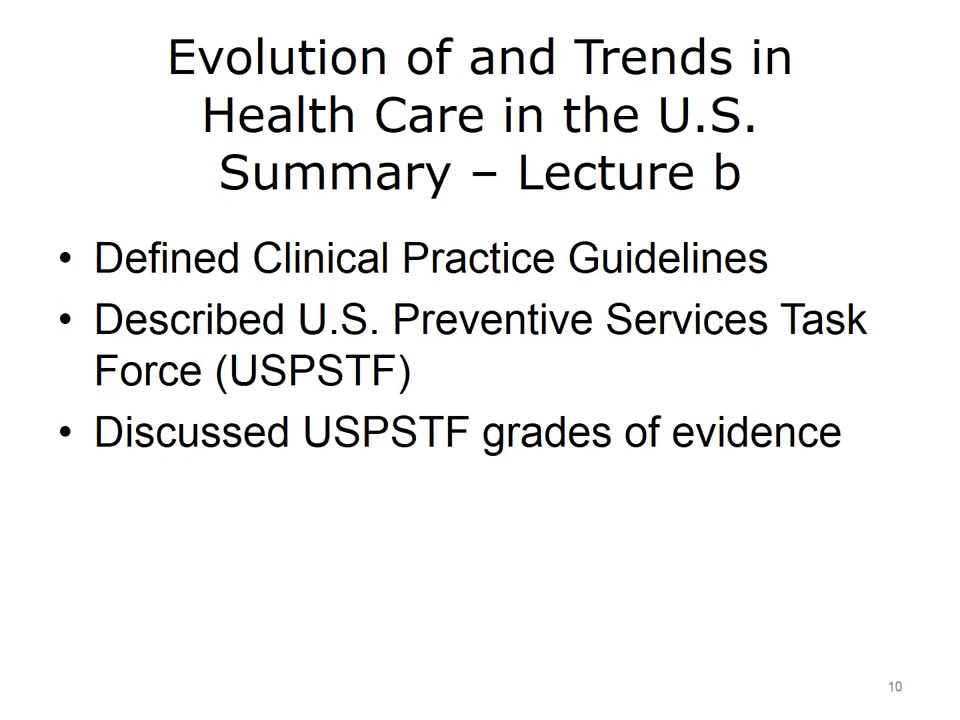 Evolution of and Trends in
Health Care in the U.S.
Summary – Lecture b
• Defined Clinical Practice Guidelines
• Described U.S. Preventive Services Task
Force (USPSTF)
• Discussed USPSTF grades of evidence
10